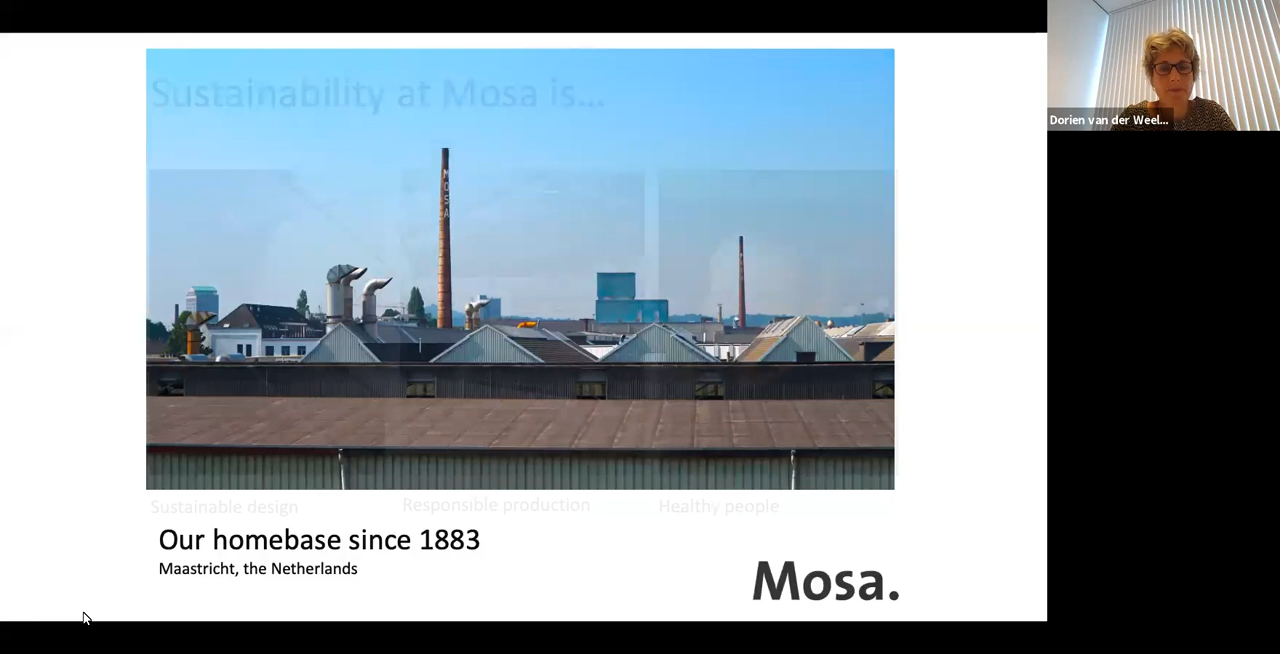 Sustainability at Mosa is...
MOSA
Sustainable design
Responsible production
Healthy people
Our homebase since 1883
Maastricht, the Netherlands
Mosa.
Dorien van der Weel...